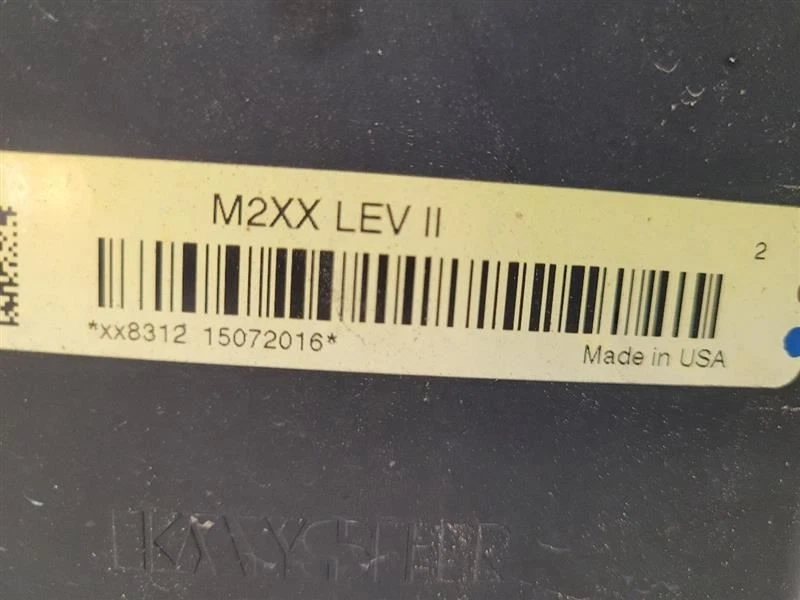 M2XX LEV II
2
*xx8312 15072016*
Made in USA